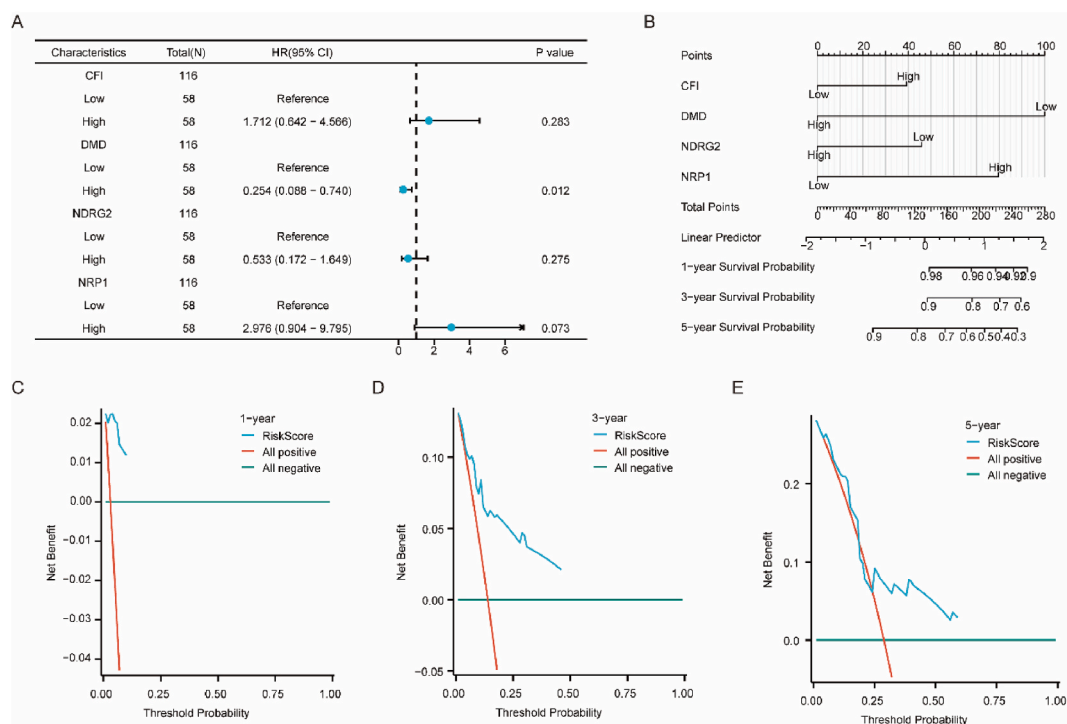 A
Characteristics Total(N) HR(95% CI) P value
CFI 116
Low 58 Reference
High 58 1.712 (0.642 − 4.566) 0.283
DMD 116
Low 58 Reference
High 58 0.254 (0.088 − 0.740) 0.012
NDRG2 116
Low 58 Reference
High 58 0.533 (0.172 − 1.649) 0.275
NRP1 116
Low 58 Reference
High 58 2.976 (0.904 − 9.795) 0.073
0 2 4 6
B
Points 0 20 40 60 80 100
CFI Low High
DMD High Low
NDRG2 High Low
NRP1 Low High
Total Points 0 40 80 120 160 200 240 280
Linear Predictor −2 −1 0 1 2
1−year Survival Probability 0.98 0.96 0.94 0.92 0.9
3−year Survival Probability 0.9 0.8 0.7 0.6
5−year Survival Probability 0.9 0.8 0.7 0.6 0.5 0.4 0.3
C
1−year
RiskScore
All positive
All negative
Net Benefit
0.02
0.01
0.00
−0.01
−0.02
−0.03
−0.04
0.00 0.25 0.50 0.75 1.00
Threshold Probability
D
3−year
RiskScore
All positive
All negative
Net Benefit
0.10
0.05
0.00
−0.05
0.00 0.25 0.50 0.75 1.00
Threshold Probability
E
5−year
RiskScore
All positive
All negative
Net Benefit
0.2
0.1
0.0
0.00 0.25 0.50 0.75 1.00
Threshold Probability